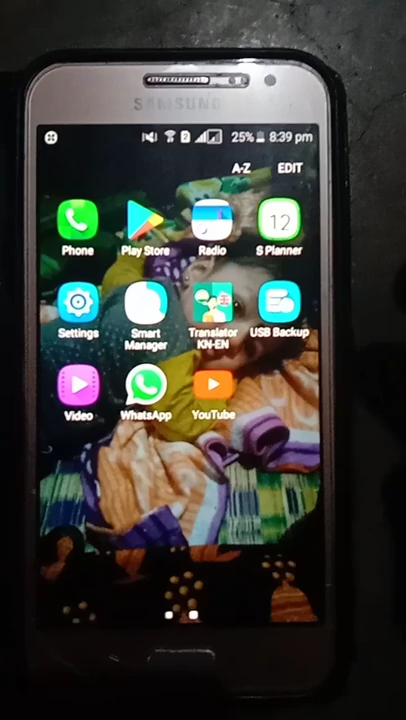 SAMSUNG
2 25% 8:39 pm
A-Z EDIT
12
Phone Play Store Radio S Planner
Settings Smart Manager Translator KN-EN USB Backup
Video WhatsApp YouTube